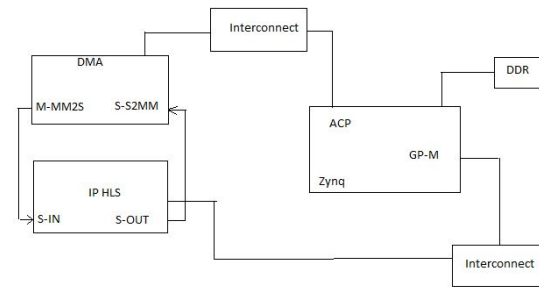 Interconnect
DMA
M-MM2S S-S2MM
DDR
ACP
GP-M
Zynq
IP HLS
S-IN S-OUT
Interconnect